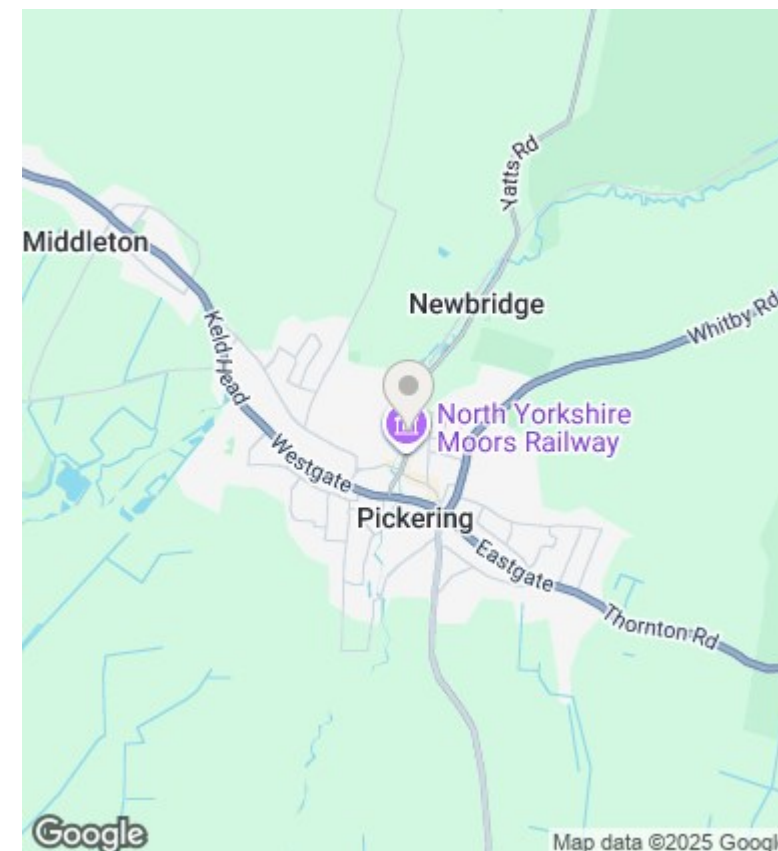 Yatts Rd
Middleton
Newbridge
Whitby Rd
Keld Head
North Yorkshire
Moors Railway
Westgate
Pickering
Eastgate
Thornton Rd
Google
Map data ©2025 Googl